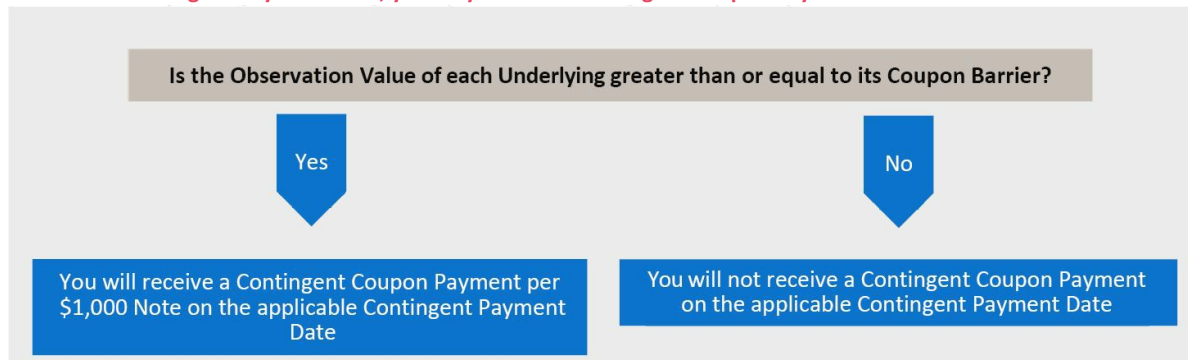 Is the Observation Value of each Underlying greater than or equal to its Coupon Barrier?
Yes
No
You will receive a Contingent Coupon Payment per
$1,000 Note on the applicable Contingent Payment
Date
You will not receive a Contingent Coupon Payment
on the applicable Contingent Payment Date